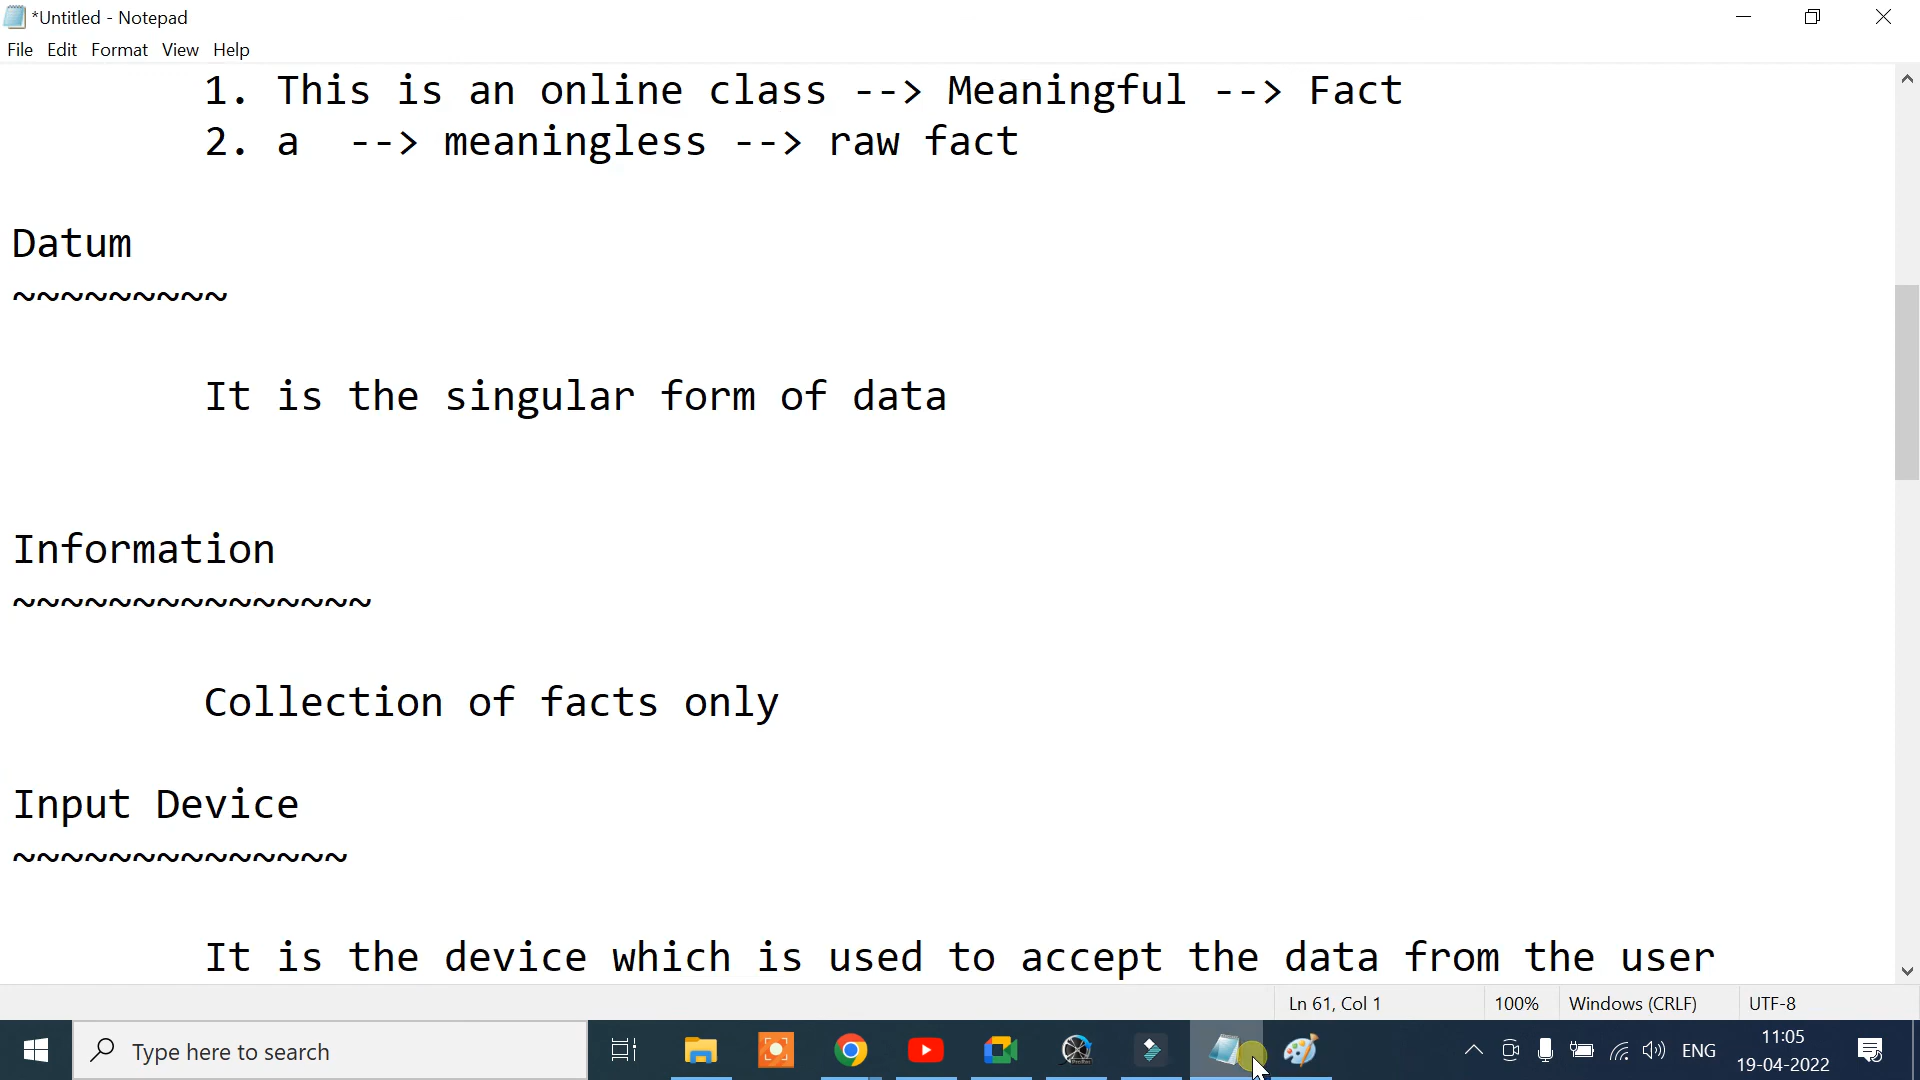 *Untitled - Notepad
File Edit Format View Help
1. This is an online class --> Meaningful --> Fact
2. a --> meaningless --> raw fact
Datum
~~~~~~~~~
It is the singular form of data
Information
~~~~~~~~~~~~~~~
Collection of facts only
Input Device
~~~~~~~~~~~~~~
It is the device which is used to accept the data from the user
Ln 61, Col 1 100% Windows (CRLF) UTF-8
Type here to search
ENG
11:05
19-04-2022